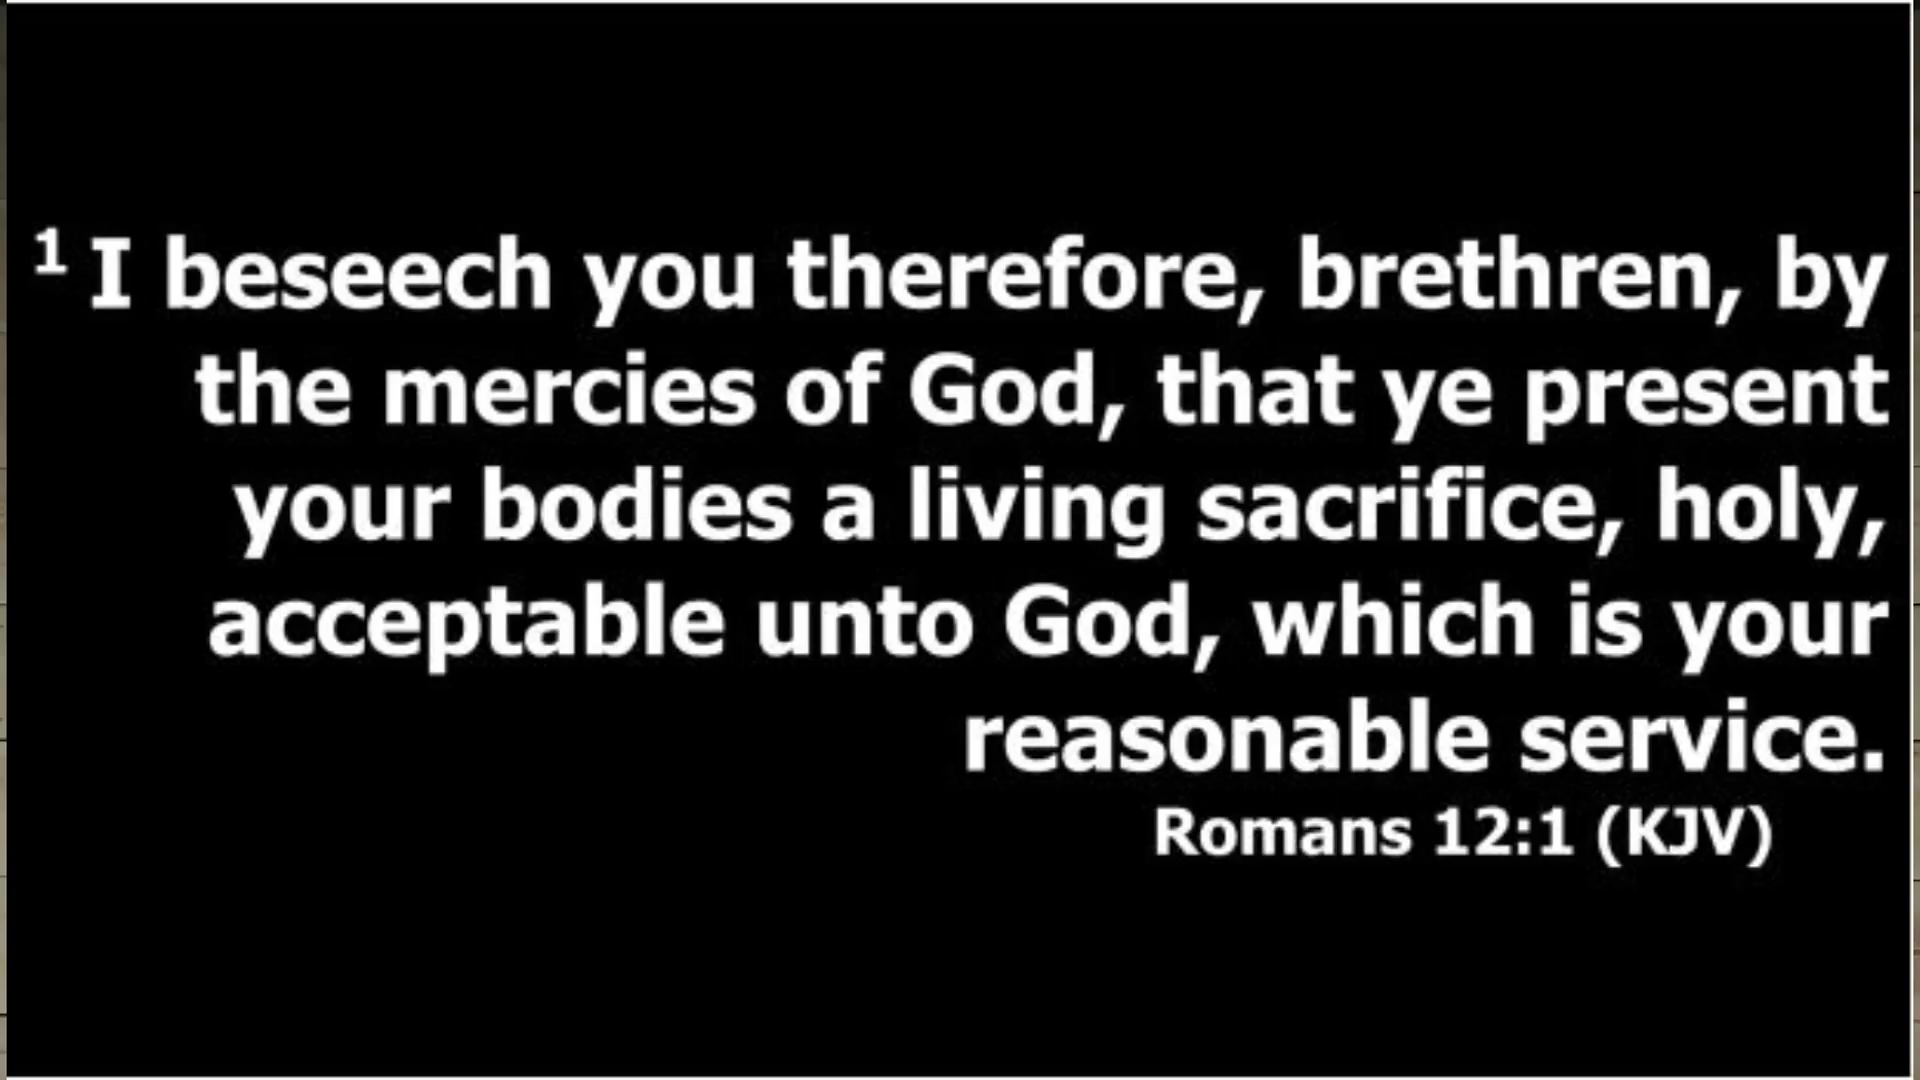 1 I beseech you therefore, brethren, by
the mercies of God, that ye present
your bodies a living sacrifice, holy,
acceptable unto God, which is your
reasonable service.
Romans 12:1 (KJV)